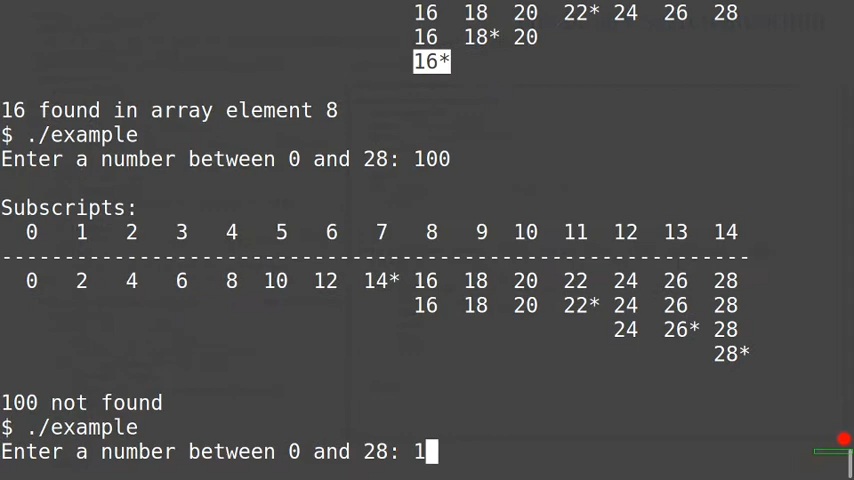 16 18 20 22* 24 26 28
16 18* 20
16*
16 found in array element 8
$ ./example
Enter a number between 0 and 28: 100
Subscripts:
0 1 2 3 4 5 6 7 8 9 10 11 12 13 14
------------------------------------------------------------
0 2 4 6 8 10 12 14* 16 18 20 22 24 26 28
16 18 20 22* 24 26 28
24 26* 28
28*
100 not found
$ ./example
Enter a number between 0 and 28: 1